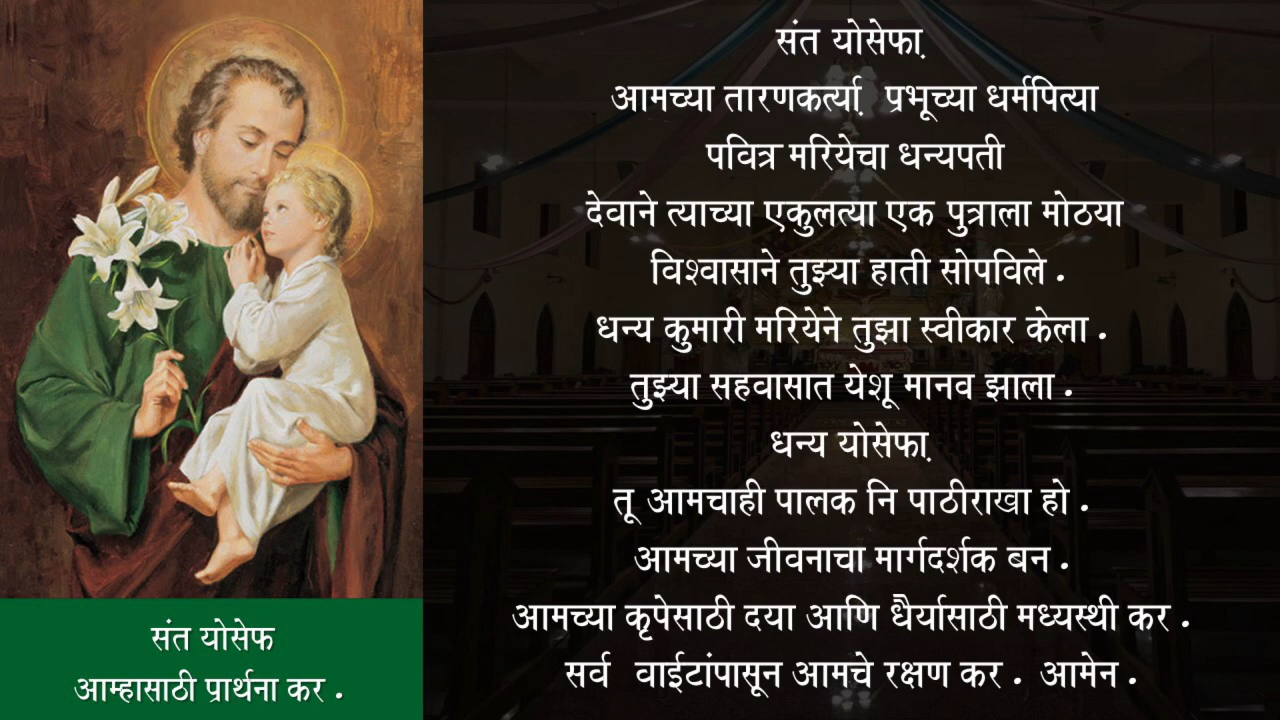 संत योसेफा़
आमच्या तारणकर्त्या़ प्रभूच्या धर्मपित्या
पवित्र मरियेचा धन्यपती
देवाने त्याच्या एकुलत्या एक पुत्राला मोठया
विश्वासाने तुझ्या हाती सोपविले .
धन्य कुमारी मरियेने तुझा स्वीकार केला .
तुझ्या सहवासात येशू मानव झाला .
धन्य योसेफा़
तू आमचाही पालक नि पाठीराखा हो .
आमच्या जीवनाचा मार्गदर्शक बन .
आमच्या कृपेसाठी दया आणि धैर्यासाठी मध्यस्थी कर .
सर्व वाईटांपासून आमचे रक्षण कर . आमेन .
संत योसेफ
आम्हासाठी प्रार्थना कर .